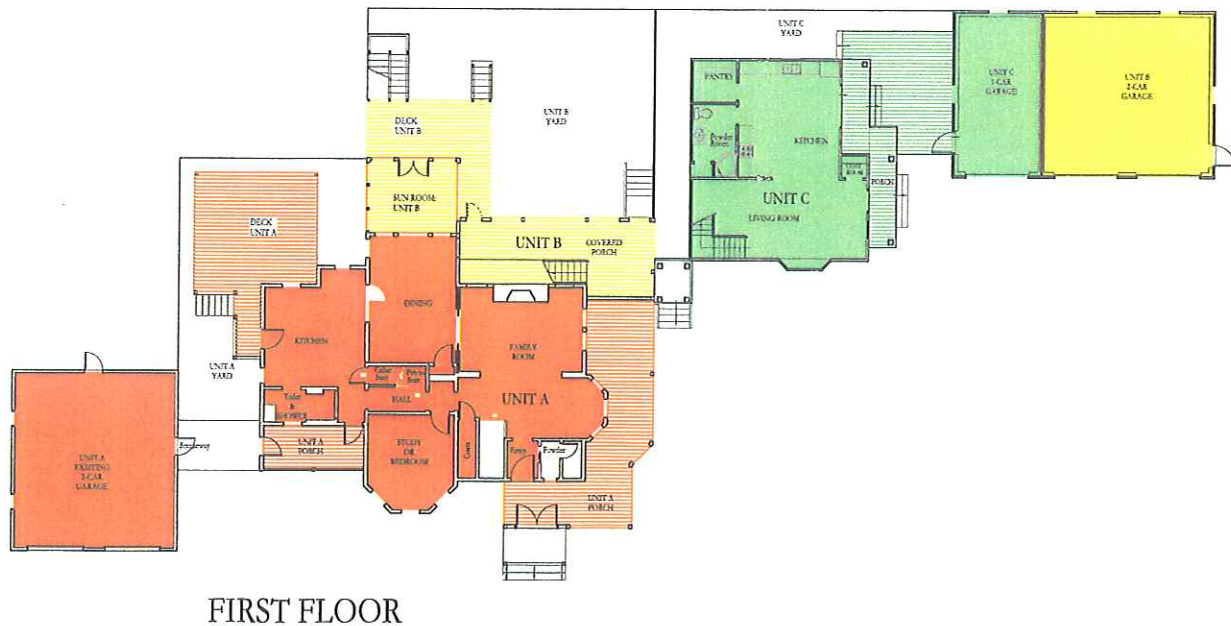 UNIT C
YARD
UNIT C
1-CAR
GARAGE
UNIT B
2-CAR
GARAGE
PANTRY
Powder
Room
KITCHEN
PORCH
UNIT C
LIVING ROOM
DECK
UNIT B
UNIT B
YARD
SUN ROOM
UNIT B
UNIT B
COVERED
PORCH
DECK
UNIT A
DINING
KITCHEN
FAMILY
ROOM
UNIT A
YARD
HALL
UNIT A
Toilet
&
SHOWER
UNIT A
PORCH
STUDY
OR
BEDROOM
Coats
Entry
Powder
UNIT A
PORCH
UNIT A
EXISTING
2-CAR
GARAGE
Breezeway
FIRST FLOOR